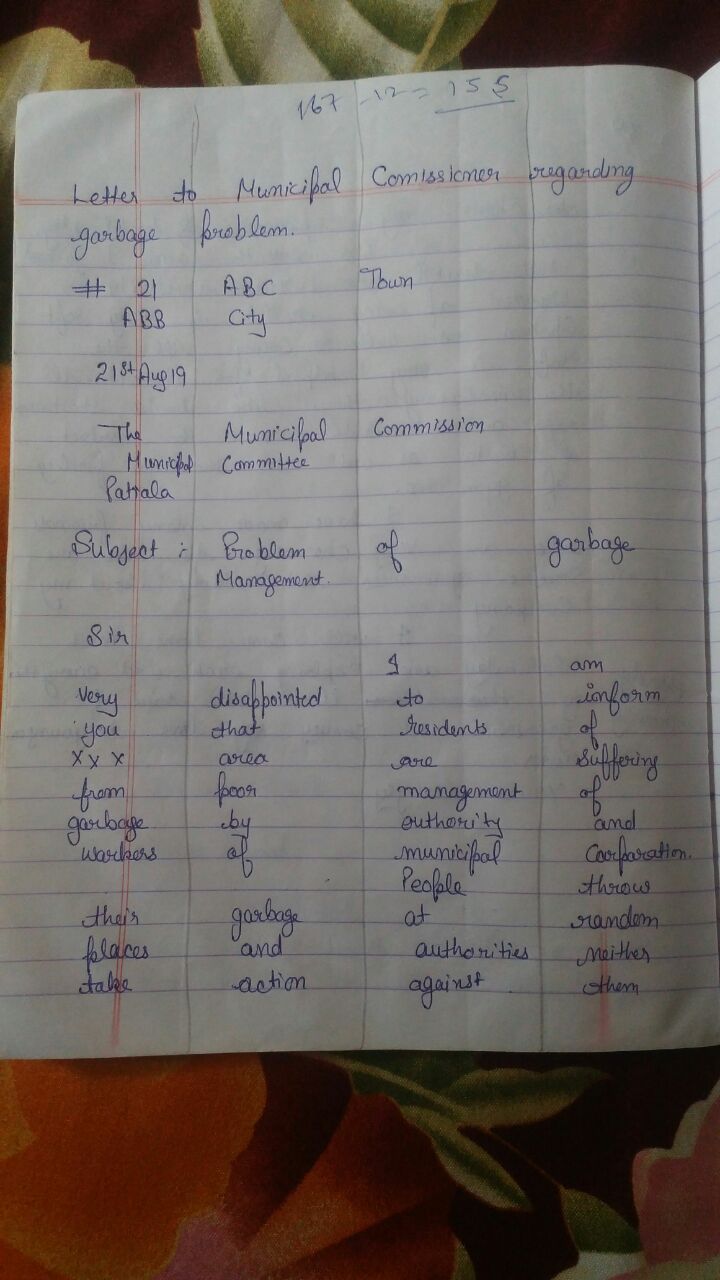 167 - 12 = 155
Letter to Municipal Comissioner regarding
garbage problem.
# 21 ABC Town
ABB City
21st Aug 19
The Municipal Commission
Municipal Committee
Patiala
Subject : Problem of garbage
Management.
Sir
I am
very disappointed to inform
you that residents of
x x x area are suffering
from poor management of
garbage by authority and
workers of municipal Corparation.
People throw
their garbage at random
places and authorities neither
take action against them